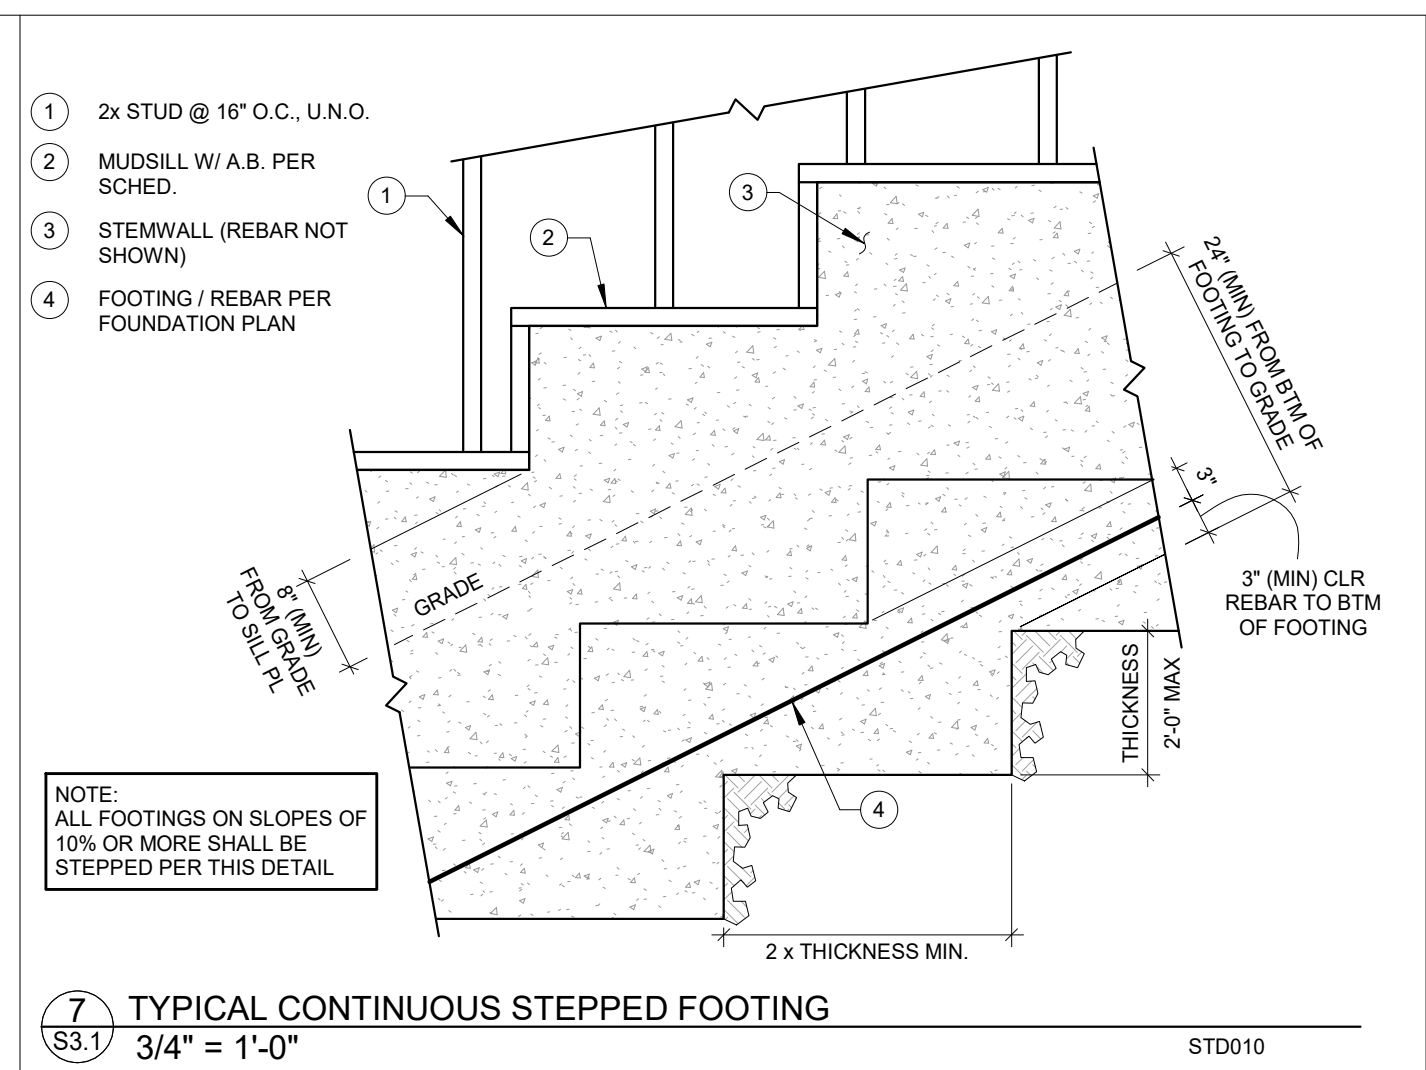 1 2x STUD @ 16" O.C., U.N.O.
2 MUDSILL W/ A.B. PER
SCHED.
3 STEMWALL (REBAR NOT
SHOWN)
4 FOOTING / REBAR PER
FOUNDATION PLAN
1
2
3
24" (MIN) FROM BTM OF
FOOTING TO GRADE
3"
3" (MIN) CLR
REBAR TO BTM
OF FOOTING
GRADE
8" (MIN)
FROM GRADE
TO SILL PL
THICKNESS
2'-0" MAX
4
2 x THICKNESS MIN.
NOTE:
ALL FOOTINGS ON SLOPES OF
10% OR MORE SHALL BE
STEPPED PER THIS DETAIL
7 TYPICAL CONTINUOUS STEPPED FOOTING
S3.1 3/4" = 1'-0"
STD010